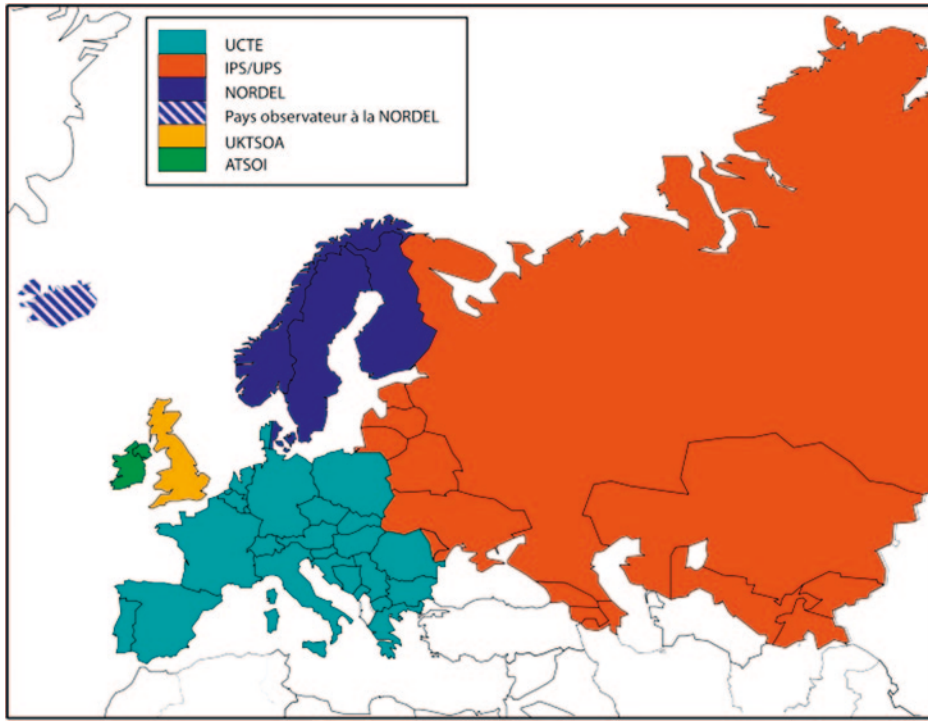 UCTE
IPS/UPS
NORDEL
Pays observateur à la NORDEL
UKTSOA
ATSOI